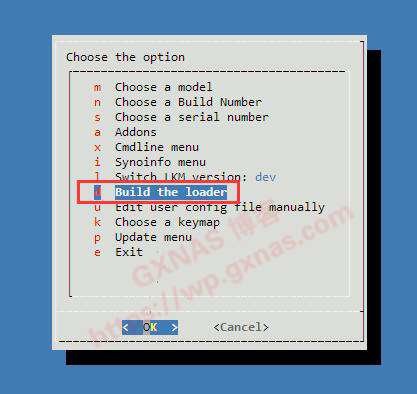 Choose the option
m Choose a model
n Choose a Build Number
s Choose a serial number
a Addons
x Cmdline menu
i Synoinfo menu
l Switch LKM version: dev
d Build the loader
u Edit user config file manually
k Choose a keymap
p Update menu
e Exit
GXNAS 博客
https://wp.gxnas.com
< OK > <Cancel>